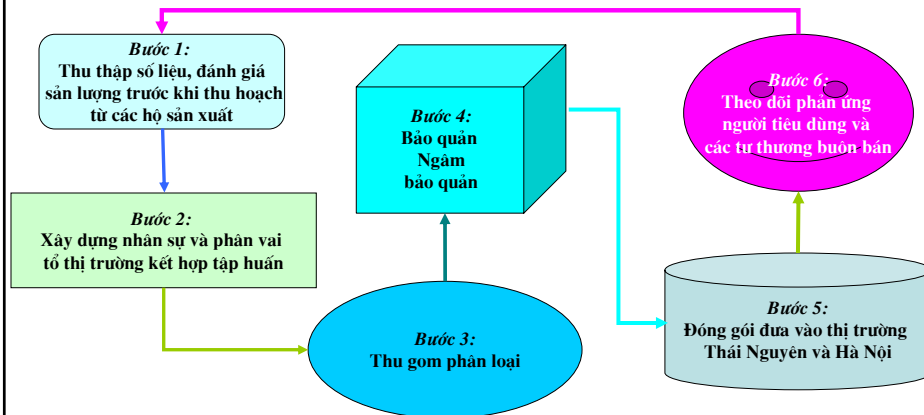 Bước 1:
Thu thập số liệu, đánh giá
sản lượng trước khi thu hoạch
từ các hộ sản xuất
Bước 2:
Xây dựng nhân sự và phân vai
tổ thị trường kết hợp tập huấn
Bước 3:
Thu gom phân loại
Bước 4:
Bảo quản
Ngâm
bảo quản
Bước 5:
Đóng gói đưa vào thị trường
Thái Nguyên và Hà Nội
Bước 6:
Theo dõi phản ứng
người tiêu dùng và
các tư thương buôn bán